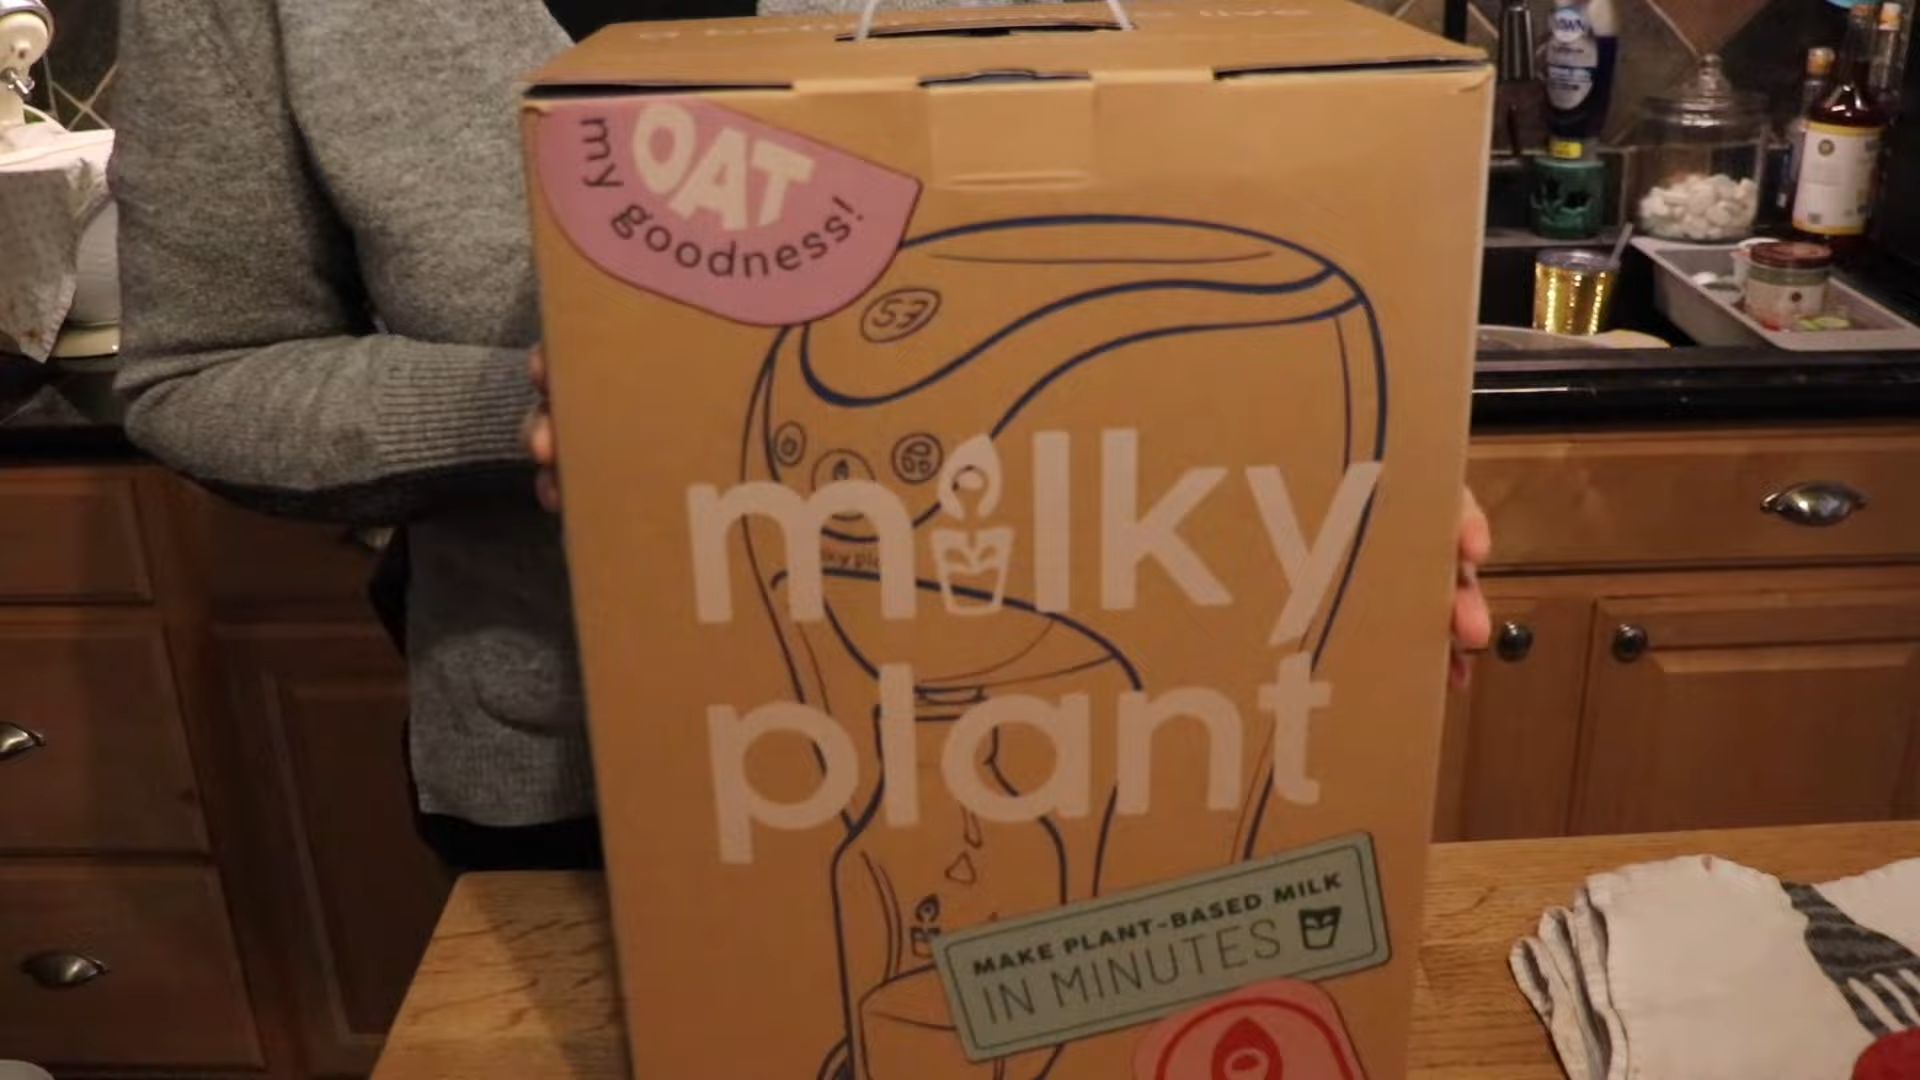 OAT
my goodness!
53
milky
plant
MAKE PLANT-BASED MILK
IN MINUTES